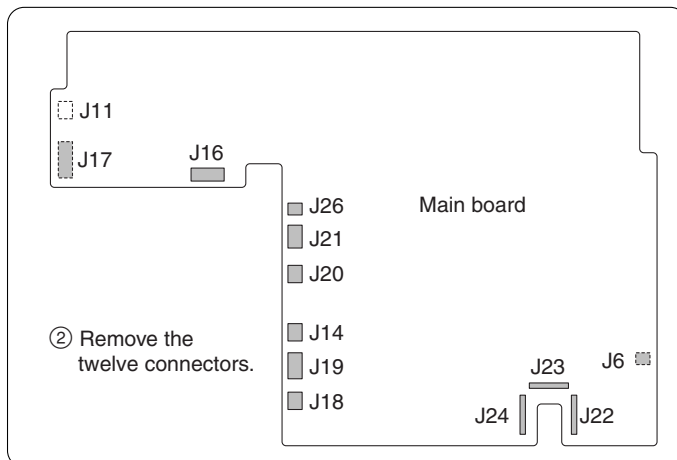 J11
J17
J16
J26
Main board
J21
J20
② Remove the
twelve connectors.
J14
J19
J18
J6
J23
J24
J22